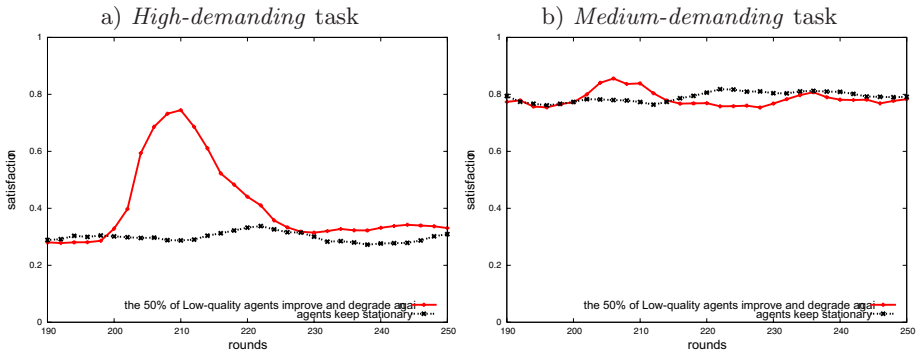 a) High-demanding task
1
0.8
0.6
0.4
0.2
0
190 200 210 220 230 240 250
satisfaction
rounds
the 50% of Low-quality agents improve and degrade agai
agents keep stationary
b) Medium-demanding task
1
0.8
0.6
0.4
0.2
0
190 200 210 220 230 240 250
satisfaction
rounds
the 50% of Low-quality agents improve and degrade agai
agents keep stationary